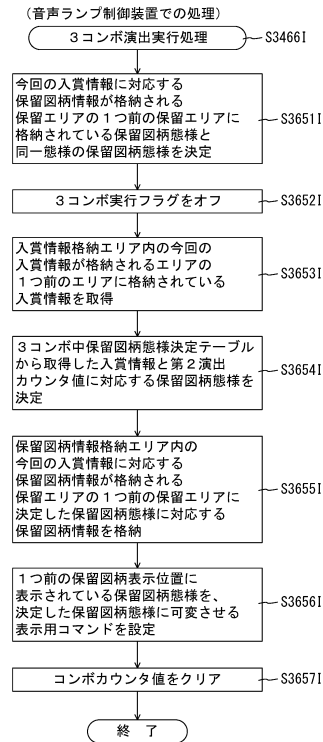 (音声ランプ制御装置での処理)
3コンボ演出実行処理
S3466I
今回の入賞情報に対応する
保留図柄情報が格納される
保留エリアの1つ前の保留エリアに
格納されている保留図柄態様と
同一態様の保留図柄態様を決定
S3651I
3コンボ実行フラグをオフ
S3652I
入賞情報格納エリア内の今回の
入賞情報が格納されるエリアの
1つ前のエリアに格納されている
入賞情報を取得
S3653I
3コンボ中保留図柄態様決定テーブル
から取得した入賞情報と第2演出
カウンタ値に対応する保留図柄態様を
決定
S3654I
保留図柄情報格納エリア内の
今回の入賞情報に対応する
保留図柄情報が格納される
保留エリアの1つ前の保留エリアに
決定した保留図柄態様に対応する
保留図柄情報を格納
S3655I
1つ前の保留図柄表示位置に
表示されている保留図柄態様を、
決定した保留図柄態様に可変させる
表示用コマンドを設定
S3656I
コンボカウンタ値をクリア
S3657I
終 了